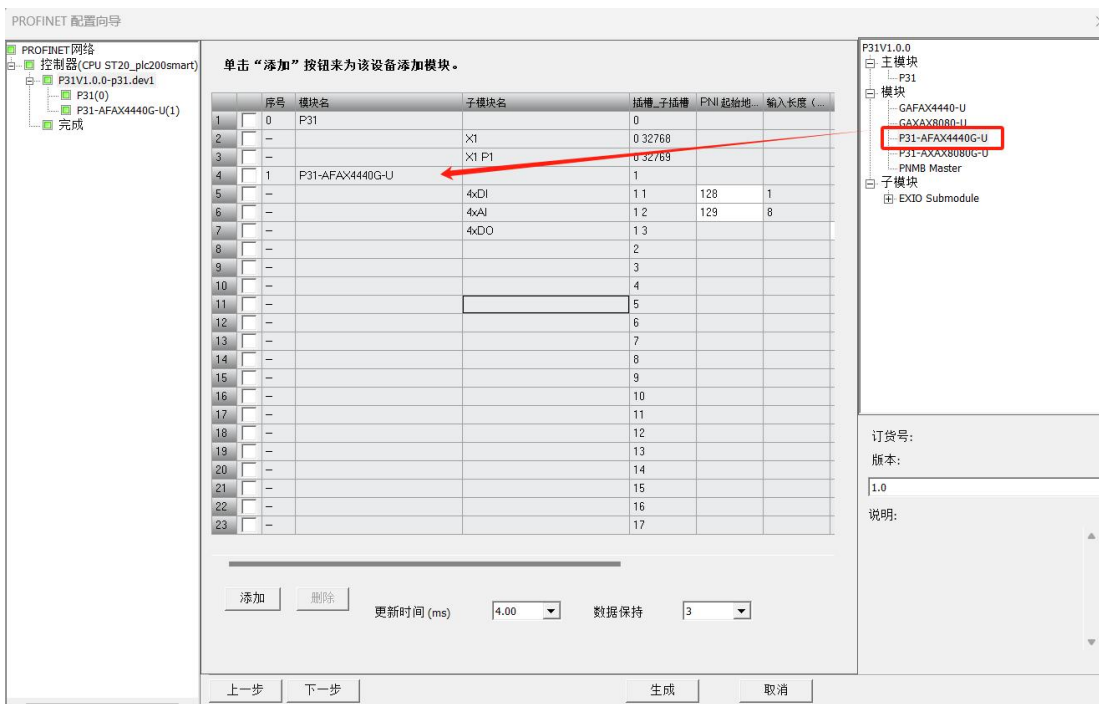 PROFINET 配置向导
PROFINET网络
控制器(CPU ST20_plc200smart)
P31V1.0.0-p31.dev1
P31(0)
P31-AFAX4440G-U(1)
完成
单击“添加”按钮来为该设备添加模块。
序号 模块名 子模块名 插槽_子插槽 PNI 起始地... 输入长度 (...
1 0 P31 0
2 – X1 0 32768
3 – X1 P1 0 32769
4 1 P31-AFAX4440G-U 1
5 – 4xDI 1 1 128 1
6 – 4xAI 1 2 129 8
7 – 4xDO 1 3
8 – 2
9 – 3
10 – 4
11 – 5
12 – 6
13 – 7
14 – 8
15 – 9
16 – 10
17 – 11
18 – 12
19 – 13
20 – 14
21 – 15
22 – 16
23 – 17
添加 删除 更新时间 (ms) 4.00 数据保持 3
上一步 下一步 生成 取消
P31V1.0.0
主模块
P31
模块
GAFAX4440-U
GAXAX8080-U
P31-AFAX4440G-U
P31-AXAX8080G-U
PNMB Master
子模块
EXIO Submodule
订货号:
版本:
1.0
说明: